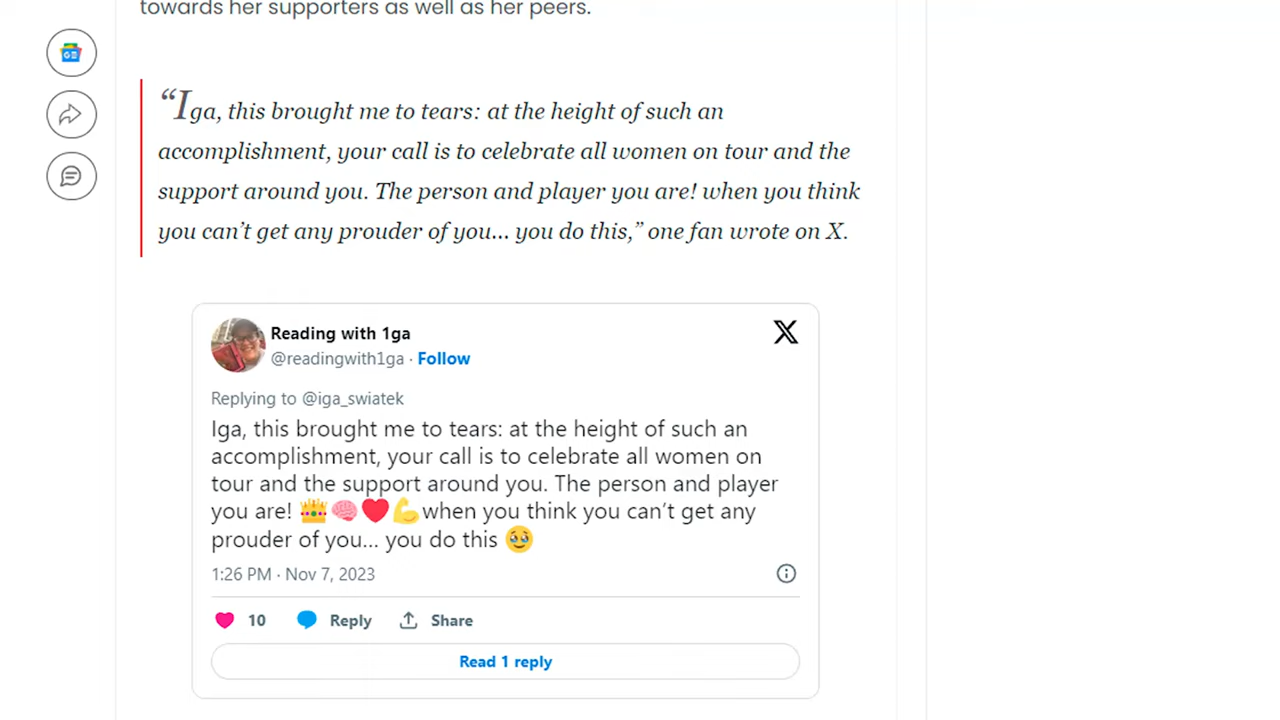 towards her supporters as well as her peers.
“Iga, this brought me to tears: at the height of such an
accomplishment, your call is to celebrate all women on tour and the
support around you. The person and player you are! when you think
you can’t get any prouder of you… you do this,” one fan wrote on X.
Reading with 1ga
@readingwith1ga · Follow
Replying to @iga_swiatek
Iga, this brought me to tears: at the height of such an
accomplishment, your call is to celebrate all women on
tour and the support around you. The person and player
you are! 👑🧠❤️💪when you think you can’t get any
prouder of you… you do this 🥹
1:26 PM · Nov 7, 2023
10 Reply Share
Read 1 reply